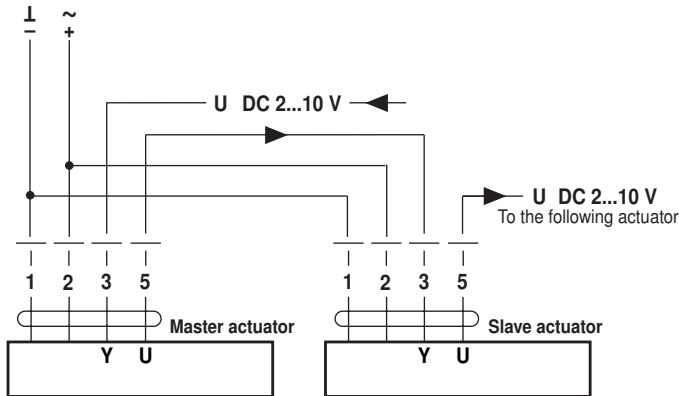 ⊥ ~
– +
U DC 2...10 V
U DC 2...10 V
To the following actuator
1 2 3 5 1 2 3 5
Master actuator Slave actuator
Y U Y U